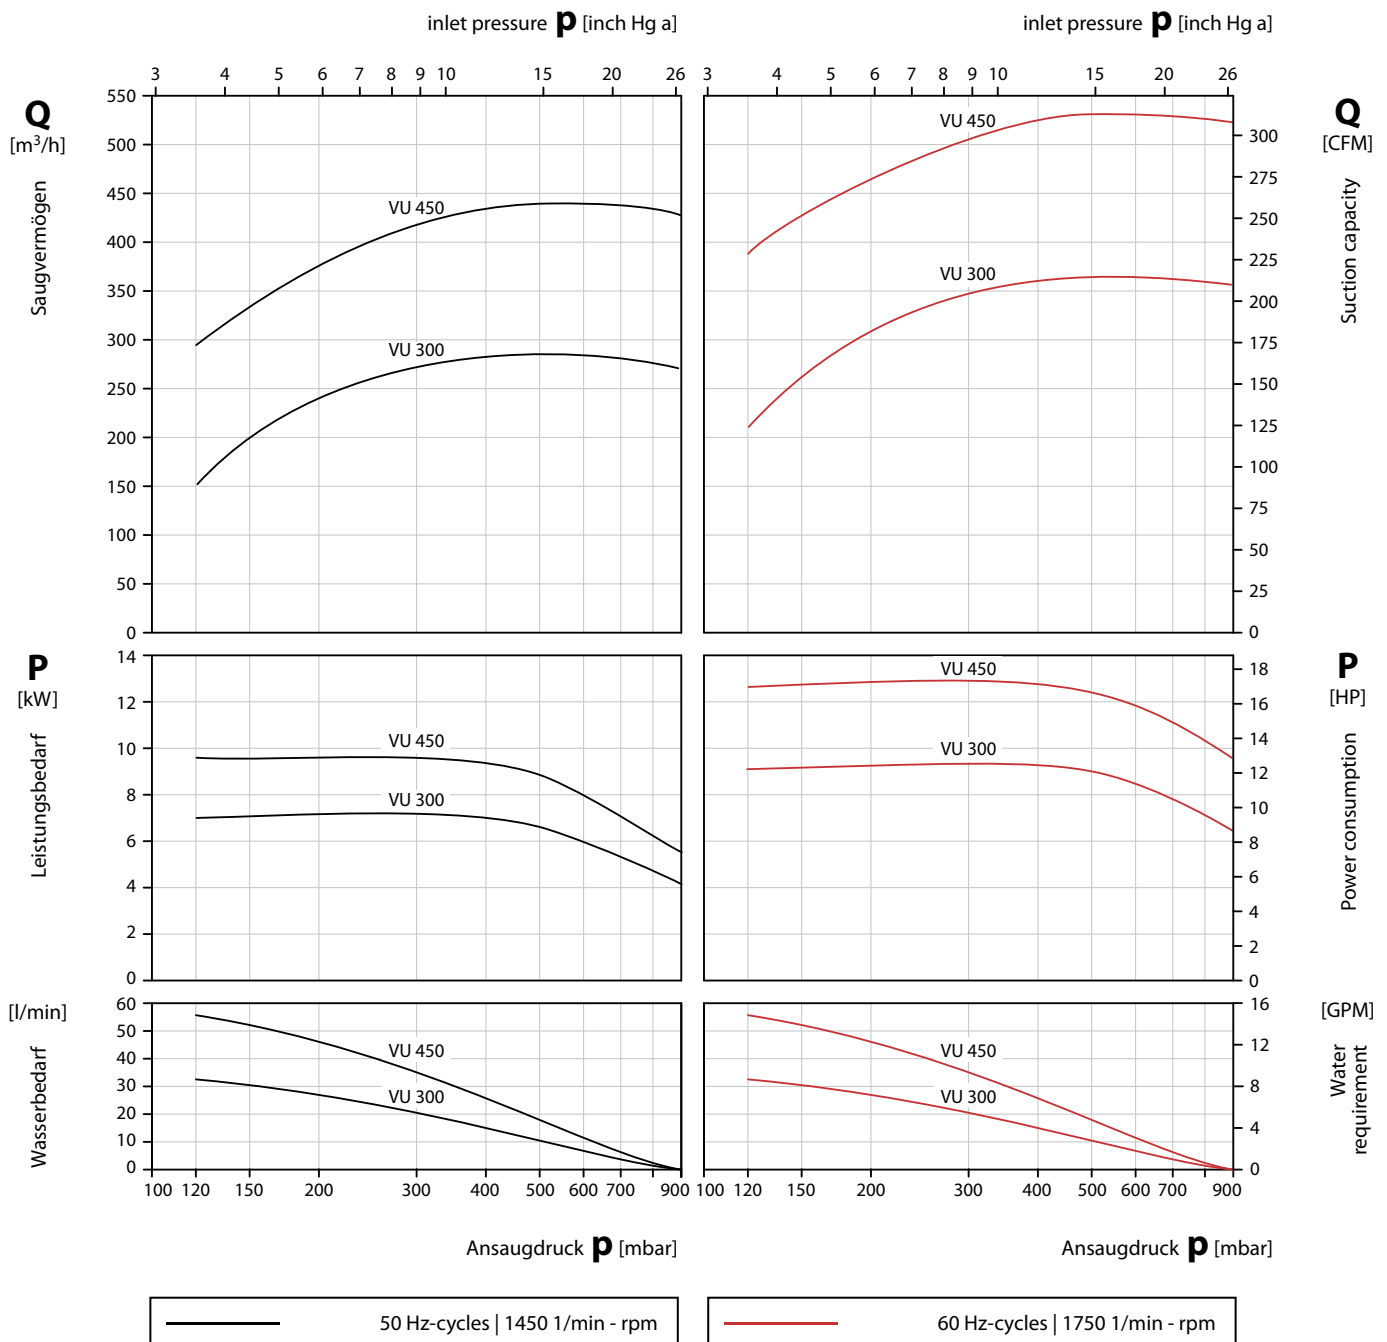 inlet pressure p [inch Hg a] inlet pressure p [inch Hg a]
3 4 5 6 7 8 9 10 15 20 26 3 4 5 6 7 8 9 10 15 20 26
Q
[m³/h]
Saugvermögen
550
500
450
400
350
300
250
200
150
100
50
0
VU 450
VU 300
VU 450
VU 300
Q
[CFM]
Suction capacity
300
275
250
225
200
175
150
125
100
75
50
25
0
P
[kW]
Leistungsbedarf
14
12
10
8
6
4
2
0
VU 450
VU 300
VU 450
VU 300
P
[HP]
Power consumption
18
16
14
12
10
8
6
4
2
0
[l/min]
Wasserbedarf
60
50
40
30
20
10
0
VU 450
VU 300
VU 450
VU 300
[GPM]
Water
requirement
16
12
8
4
0
100 120 150 200 300 400 500 600 700 900 100 120 150 200 300 400 500 600 700 900
Ansaugdruck p [mbar] Ansaugdruck p [mbar]
50 Hz-cycles | 1450 1/min - rpm 60 Hz-cycles | 1750 1/min - rpm